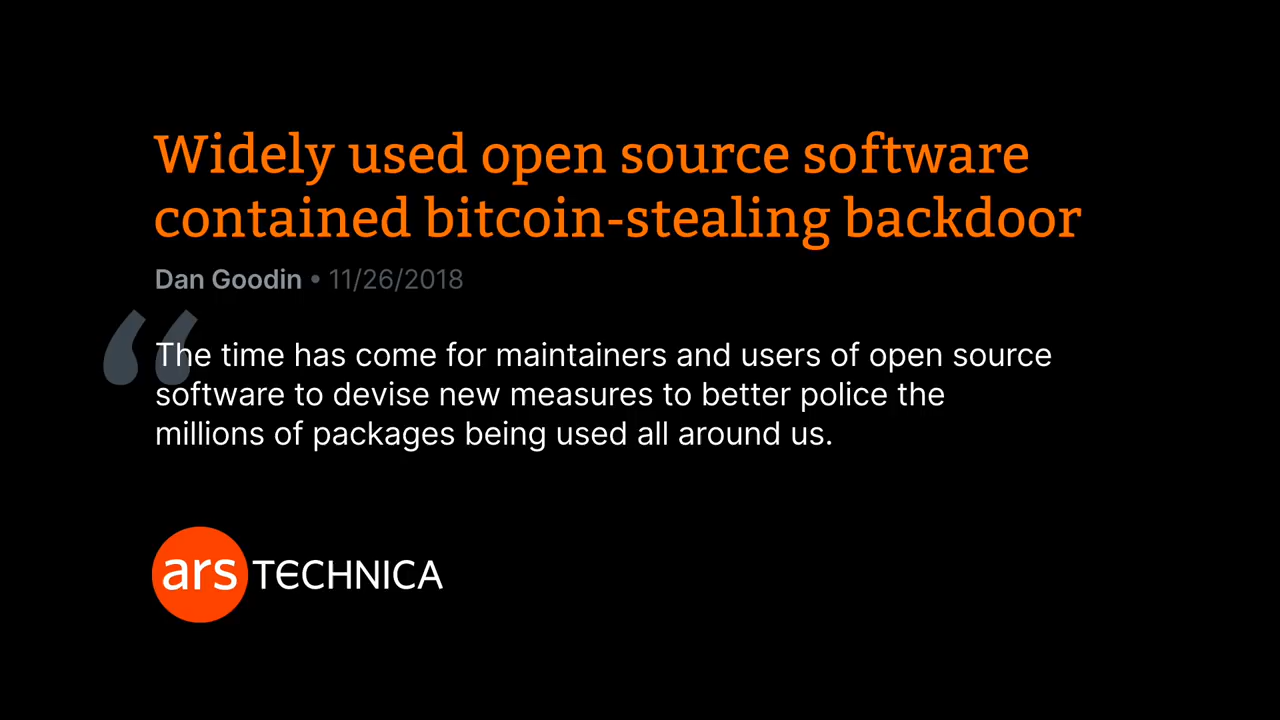 Widely used open source software
contained bitcoin-stealing backdoor
Dan Goodin • 11/26/2018
“
The time has come for maintainers and users of open source
software to devise new measures to better police the
millions of packages being used all around us.
ars TECHNICA